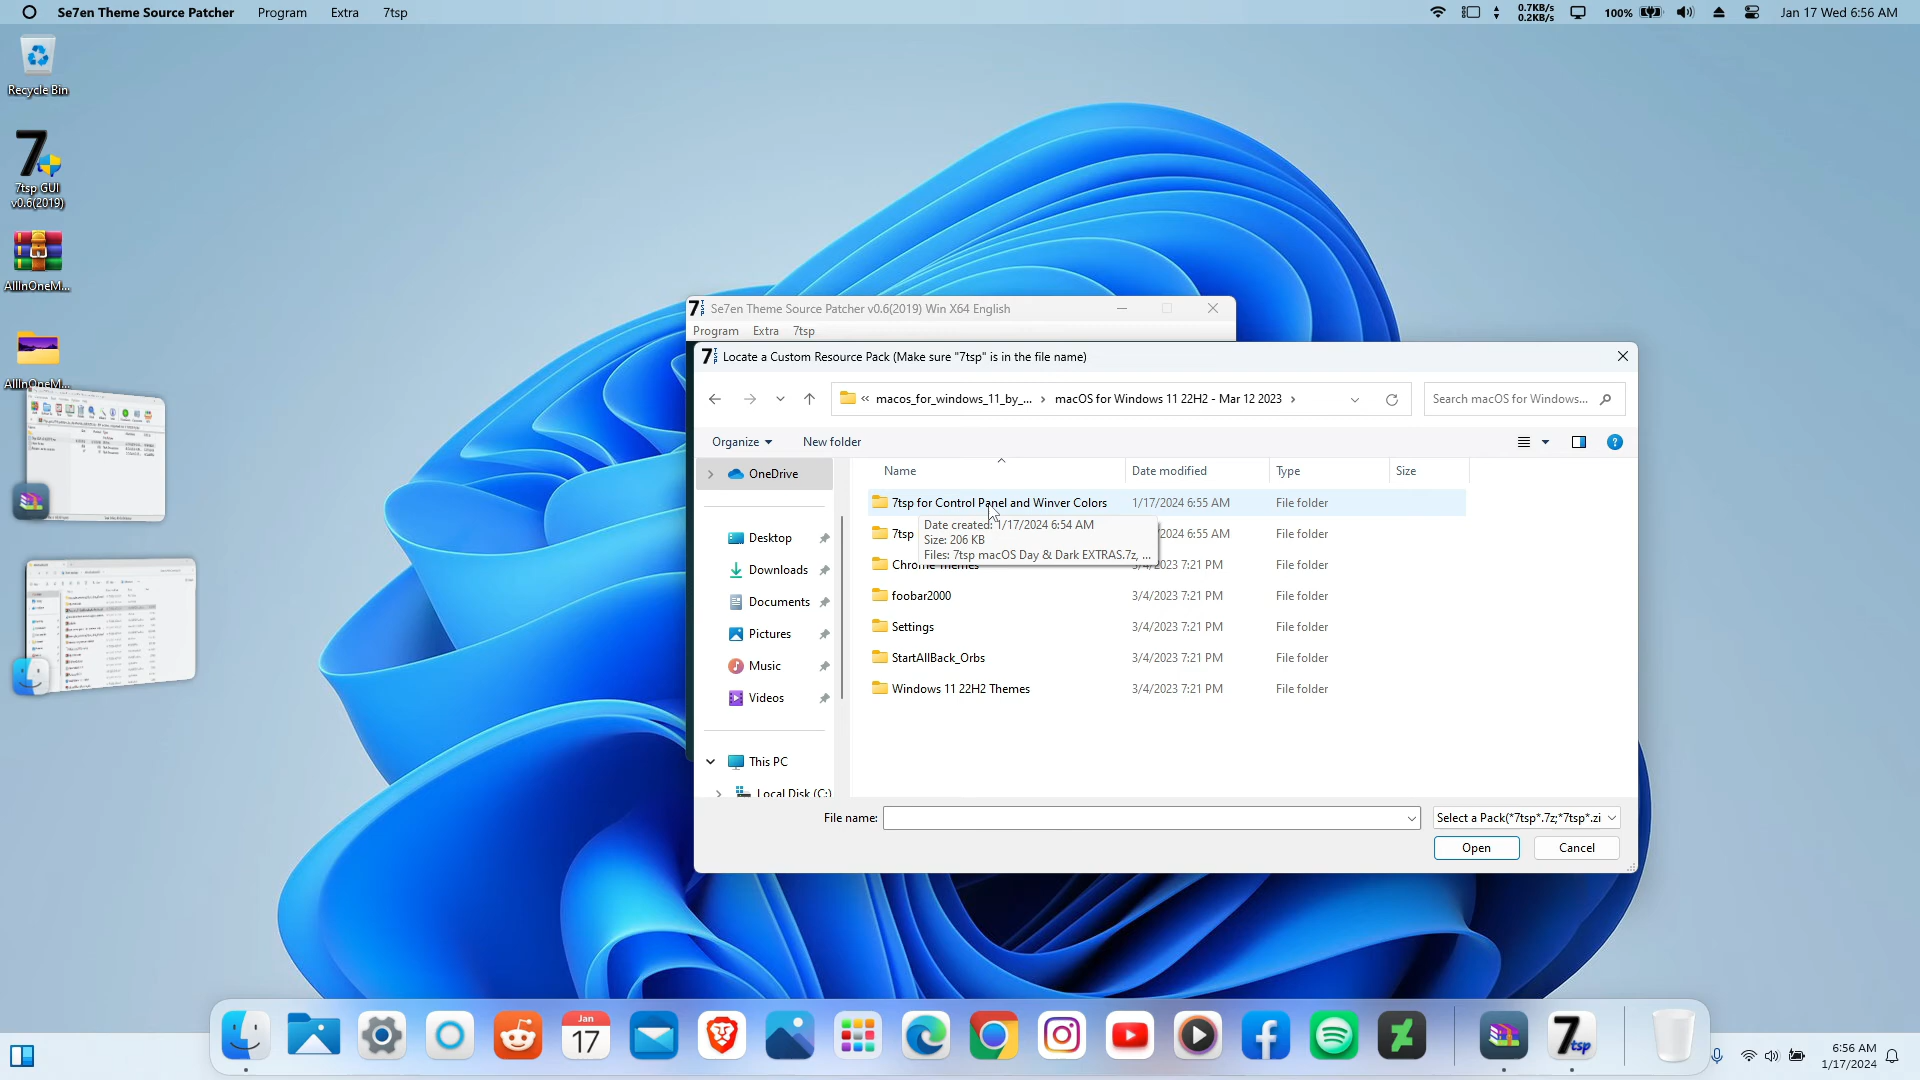 Se7en Theme Source Patcher Program Extra 7tsp
0.7KB/s
0.2KB/s
100%
Jan 17 Wed 6:56 AM
Recycle Bin
7tsp GUI
v0.6(2019)
AllInOneM...
AllInOneM...
Se7en Theme Source Patcher v0.6(2019) Win X64 English
Program Extra 7tsp
Locate a Custom Resource Pack (Make sure "7tsp" is in the file name)
« macos_for_windows_11_by_... › macOS for Windows 11 22H2 - Mar 12 2023 ›
Search macOS for Windows...
Organize New folder
OneDrive
Desktop
Downloads
Documents
Pictures
Music
Videos
This PC
Local Disk (C:)
Name Date modified Type Size
7tsp for Control Panel and Winver Colors 1/17/2024 6:55 AM File folder
7tsp /17/2024 6:55 AM File folder
Date created: 1/17/2024 6:54 AM
Size: 206 KB
Files: 7tsp macOS Day & Dark EXTRAS.7z, ...
Chrome Themes 3/4/2023 7:21 PM File folder
foobar2000 3/4/2023 7:21 PM File folder
Settings 3/4/2023 7:21 PM File folder
StartAllBack_Orbs 3/4/2023 7:21 PM File folder
Windows 11 22H2 Themes 3/4/2023 7:21 PM File folder
File name:
Select a Pack(*7tsp*.7z;*7tsp*.zi
Open Cancel
Jan
17
7tsp
6:56 AM
1/17/2024